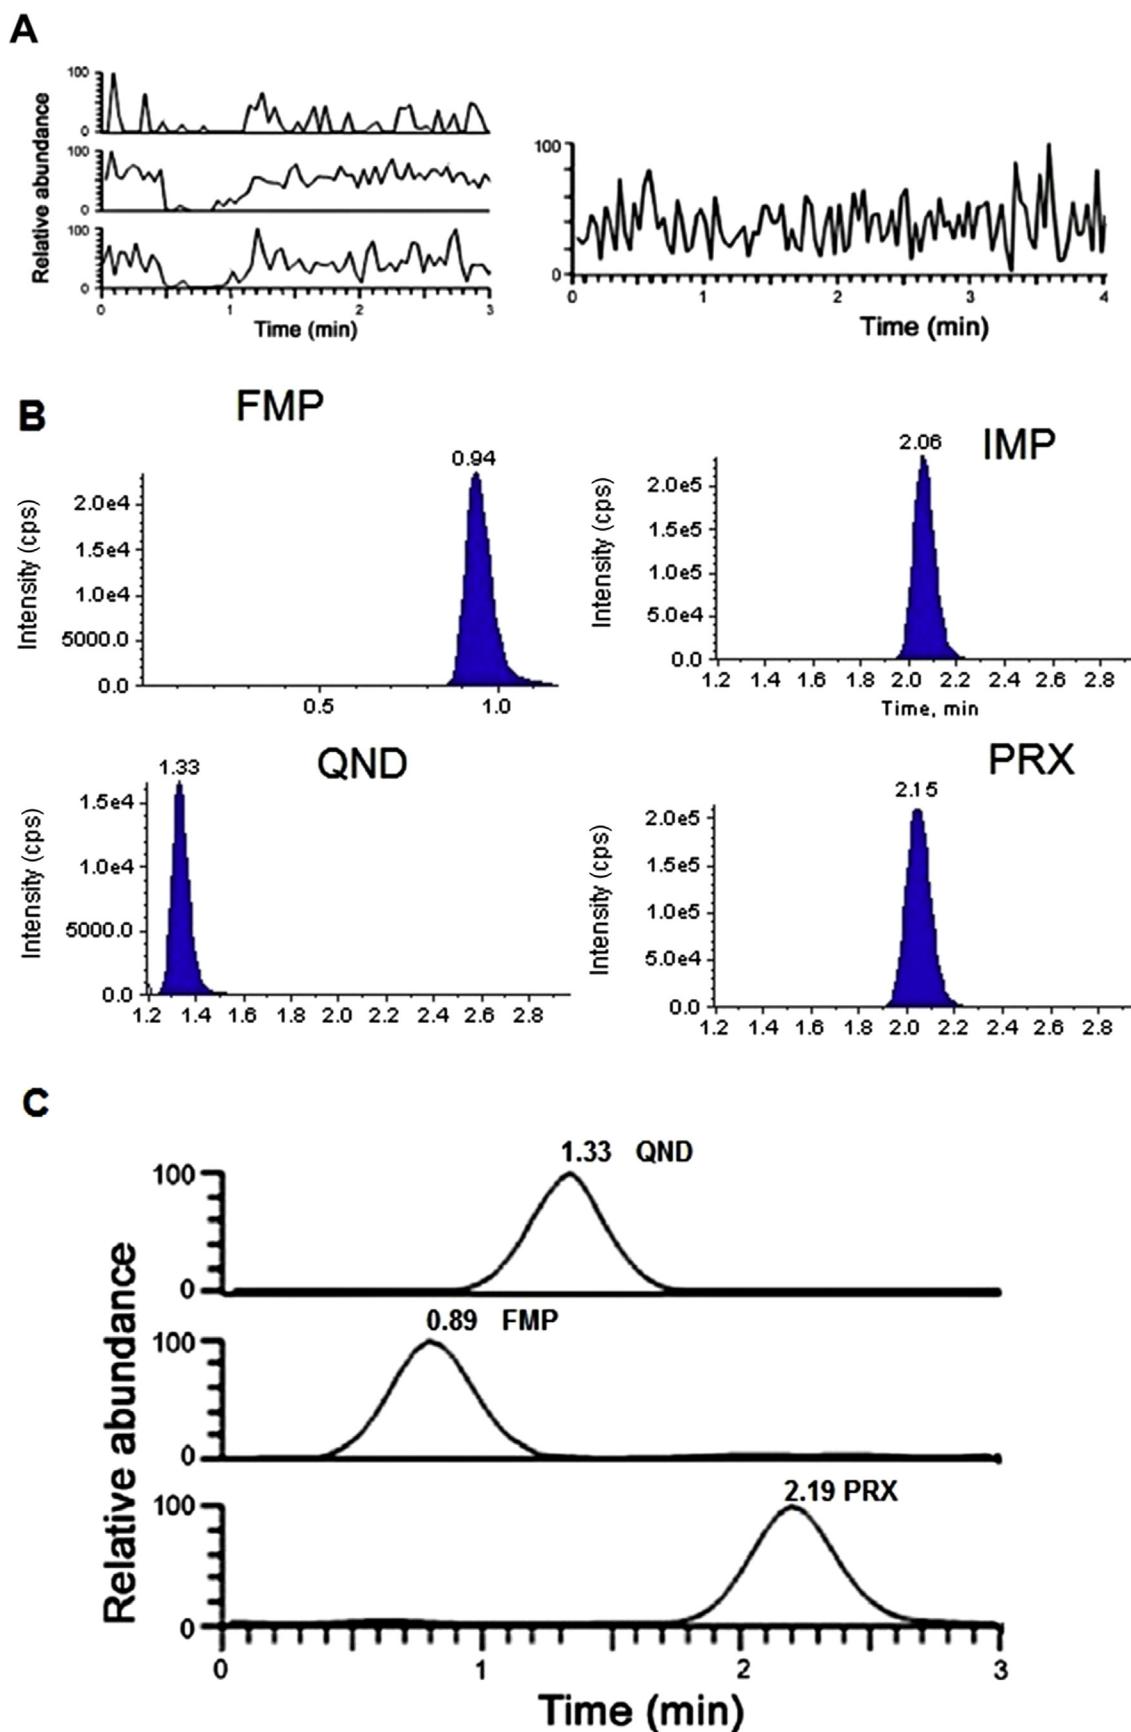 A
Relative abundance
100
0
100
0
100
0
0 1 2 3
Time (min)
100
0
0 1 2 3 4
Time (min)
B
FMP
0.94
Intensity (cps)
2.0e4
1.5e4
1.0e4
5000.0
0.0
0.5 1.0
IMP
2.06
Intensity (cps)
2.0e5
1.5e5
1.0e5
5.0e4
0.0
1.2 1.4 1.6 1.8 2.0 2.2 2.4 2.6 2.8
Time, min
QND
1.33
Intensity (cps)
1.5e4
1.0e4
5000.0
0.0
1.2 1.4 1.6 1.8 2.0 2.2 2.4 2.6 2.8
PRX
2.15
Intensity (cps)
2.0e5
1.5e5
1.0e5
5.0e4
0.0
1.2 1.4 1.6 1.8 2.0 2.2 2.4 2.6 2.8
C
Relative abundance
1.33 QND
100
0
0.89 FMP
100
0
2.19 PRX
100
0
0 1 2 3
Time (min)